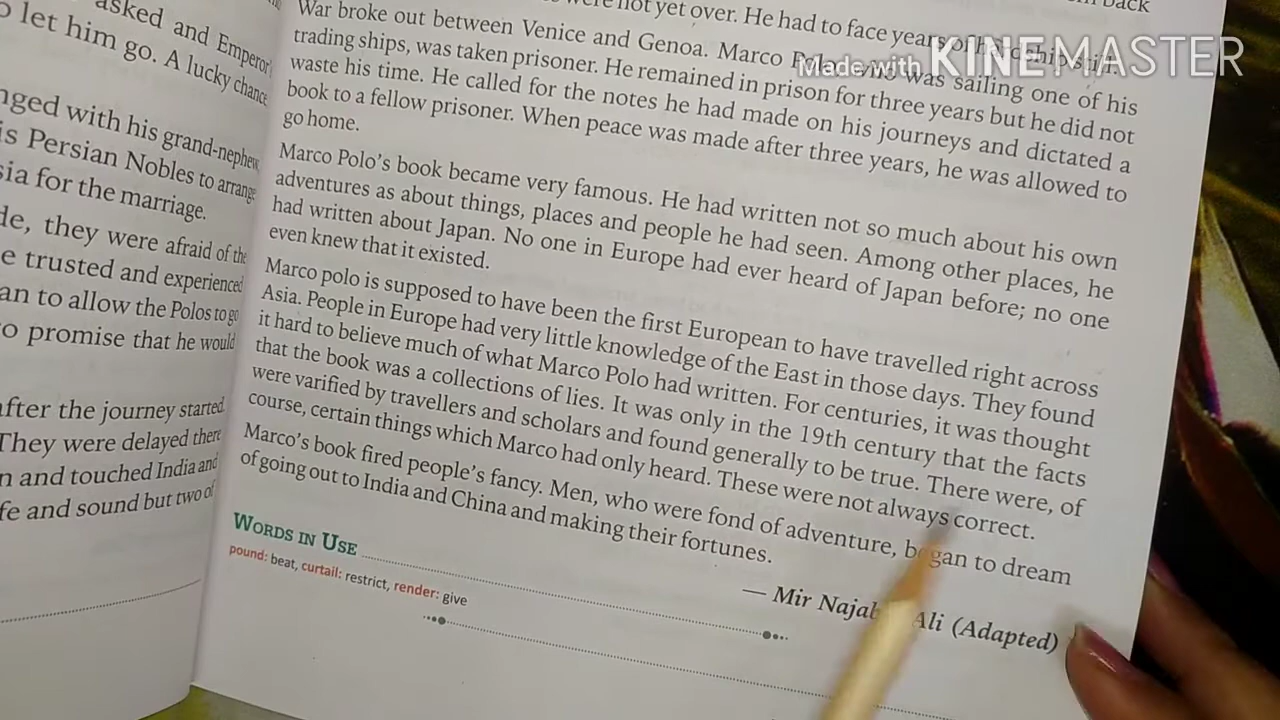 asked and Emperor
o let him go. A lucky chance
nged with his grand-nephew
is Persian Nobles to arrange
sia for the marriage.
de, they were afraid of the
e trusted and experienced
an to allow the Polos to go
o promise that he would
after the journey started.
They were delayed there
n and touched India and
fe and sound but two of
back
were not yet over. He had to face years of
War broke out between Venice and Genoa. Marco Polo, who was sailing one of his
trading ships, was taken prisoner. He remained in prison for three years but he did not
waste his time. He called for the notes he had made on his journeys and dictated a
book to a fellow prisoner. When peace was made after three years, he was allowed to
go home.
Marco Polo's book became very famous. He had written not so much about his own
adventures as about things, places and people he had seen. Among other places, he
had written about Japan. No one in Europe had ever heard of Japan before; no one
even knew that it existed.
Marco polo is supposed to have been the first European to have travelled right across
Asia. People in Europe had very little knowledge of the East in those days. They found
it hard to believe much of what Marco Polo had written. For centuries, it was thought
that the book was a collections of lies. It was only in the 19th century that the facts
were varified by travellers and scholars and found generally to be true. There were, of
course, certain things which Marco had only heard. These were not always correct.
Marco's book fired people's fancy. Men, who were fond of adventure, began to dream
of going out to India and China and making their fortunes.
— Mir Najab Ali (Adapted)
WORDS IN USE
pound: beat, curtail: restrict, render: give
Made with KINEMASTER